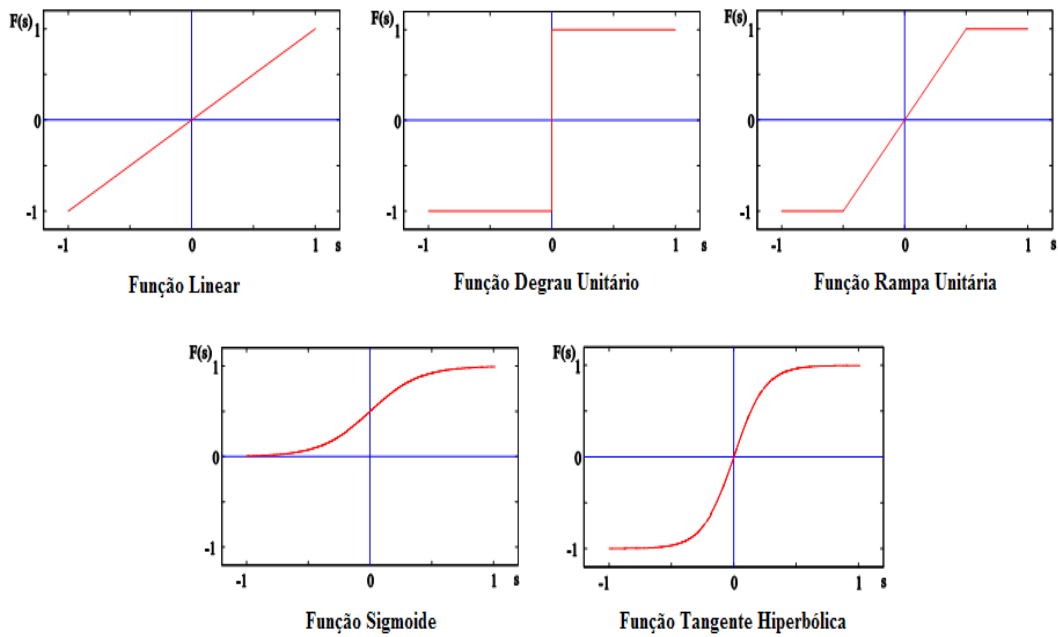 F(s)
1
0
-1
-1
0
1
s
Função Linear
F(s)
1
0
-1
-1
0
1
s
Função Degrau Unitário
F(s)
1
0
-1
-1
0
1
s
Função Rampa Unitária
F(s)
1
0
-1
-1
0
1
s
Função Sigmoide
F(s)
1
0
-1
-1
0
1
s
Função Tangente Hiperbólica